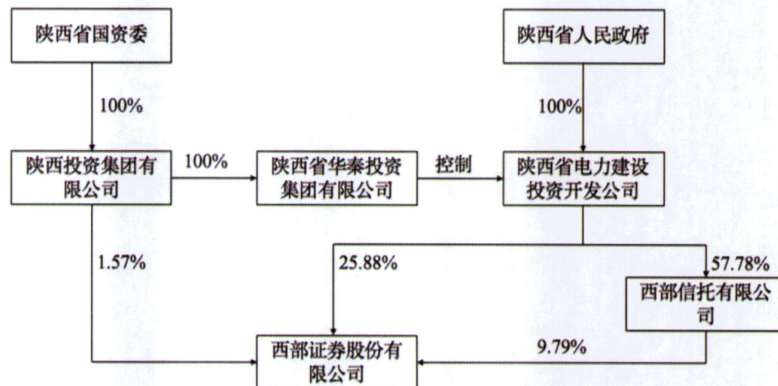 陕西省国资委
陕西省人民政府
100%
100%
陕西投资集团有
限公司
100%
陕西省华秦投资
集团有限公司
控制
陕西省电力建设
投资开发公司
1.57%
25.88%
57.78%
西部信托有限公
司
西部证券股份有
限公司
9.79%